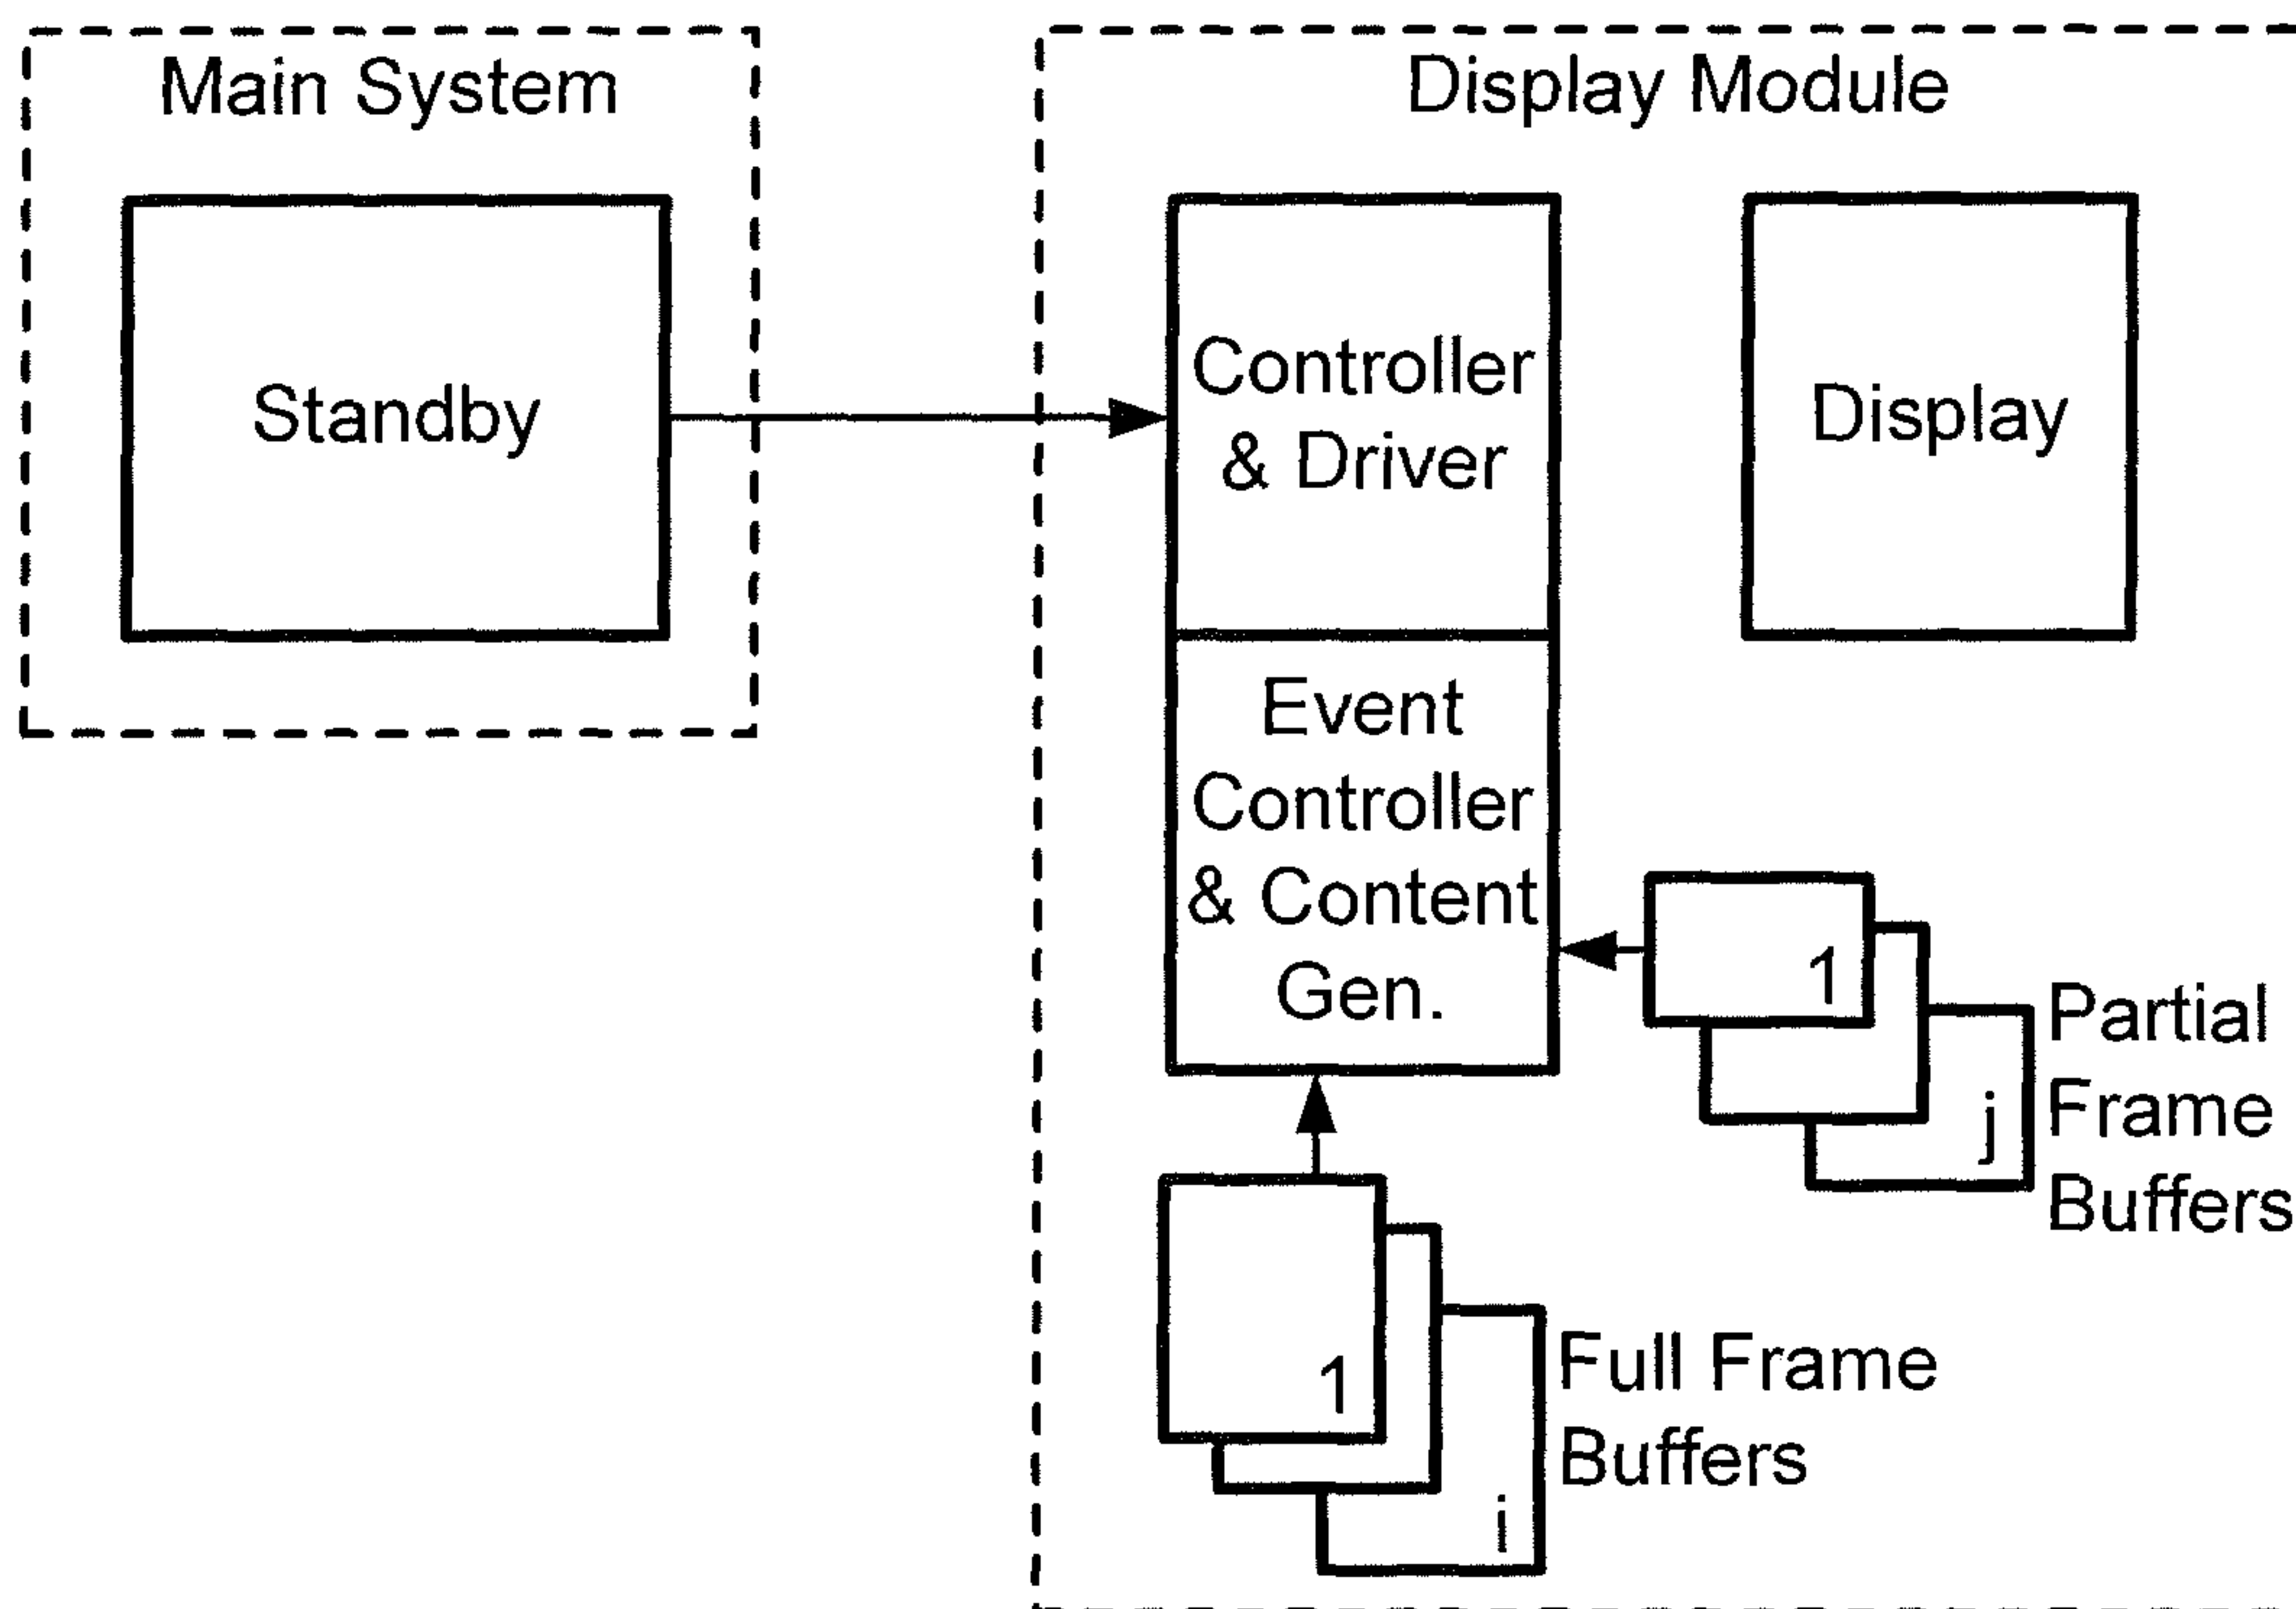 Main System
Standby
Display Module
Controller
& Driver
Display
Event
Controller
& Content
Gen.
1
j
Partial
Frame
Buffers
1
i
Full Frame
Buffers